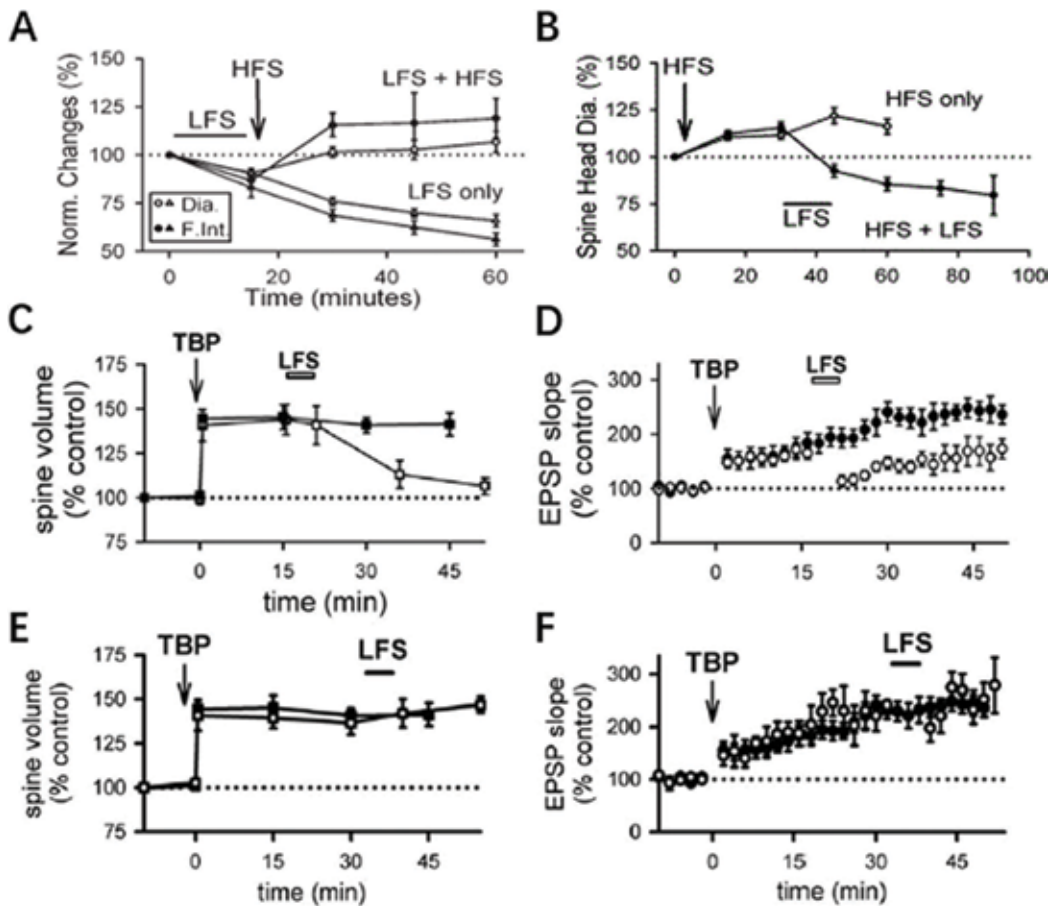 A
Norm. Changes (%)
150
125
100
75
50
HFS
LFS
LFS + HFS
LFS only
Dia.
F.Int.
0
20
40
60
Time (minutes)
B
Spine Head Dia. (%)
150
125
100
75
50
HFS
HFS only
LFS
HFS + LFS
0
20
40
60
80
100
C
spine volume
(% control)
175
150
125
100
75
TBP
LFS
0
15
30
45
time (min)
D
EPSP slope
(% control)
300
200
100
0
TBP
LFS
0
15
30
45
time (min)
E
spine volume
(% control)
175
150
125
100
75
TBP
LFS
0
15
30
45
time (min)
F
EPSP slope
(% control)
300
200
100
0
TBP
LFS
0
15
30
45
time (min)